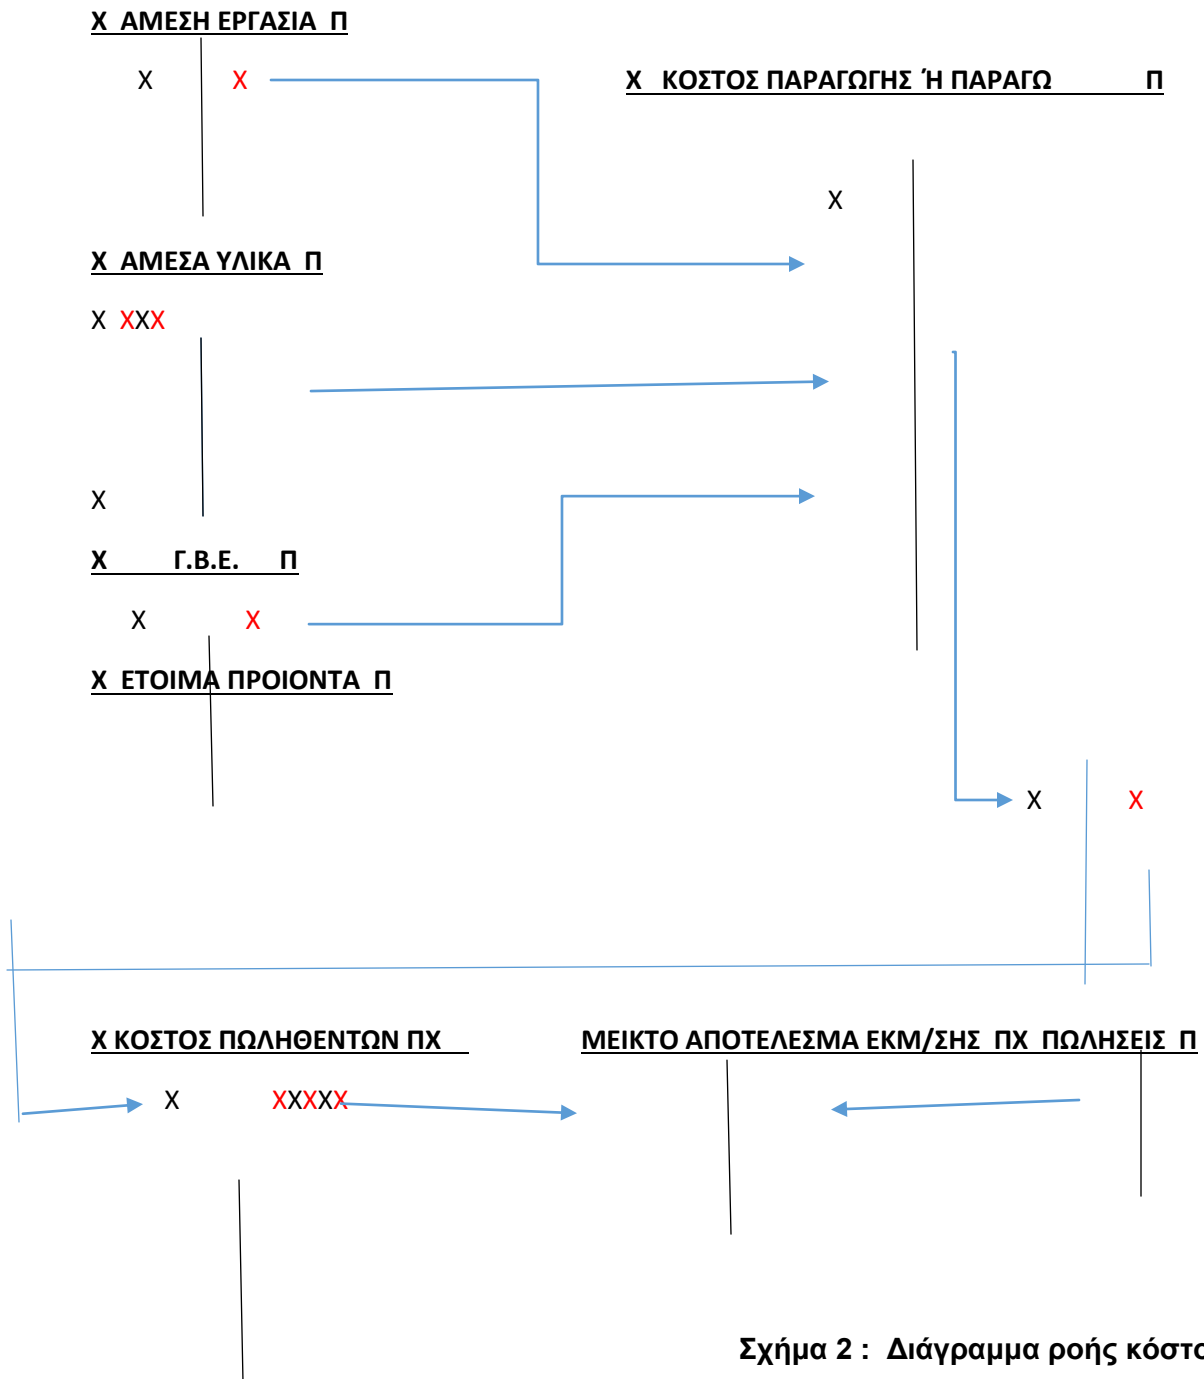 Χ ΑΜΕΣΗ ΕΡΓΑΣΙΑ Π
Χ Χ
Χ ΚΟΣΤΟΣ ΠΑΡΑΓΩΓΗΣ Ή ΠΑΡΑΓΩ Π
Χ
Χ ΑΜΕΣΑ ΥΛΙΚΑ Π
Χ ΧΧΧ
Χ
Χ Γ.Β.Ε. Π
Χ Χ
Χ ΕΤΟΙΜΑ ΠΡΟΙΟΝΤΑ Π
Χ Χ
Χ ΚΟΣΤΟΣ ΠΩΛΗΘΕΝΤΩΝ ΠΧ ΜΕΙΚΤΟ ΑΠΟΤΕΛΕΣΜΑ ΕΚΜ/ΣΗΣ ΠΧ ΠΩΛΗΣΕΙΣ Π
Χ ΧΧΧΧΧ
Σχήμα 2 : Διάγραμμα ροής κόστο